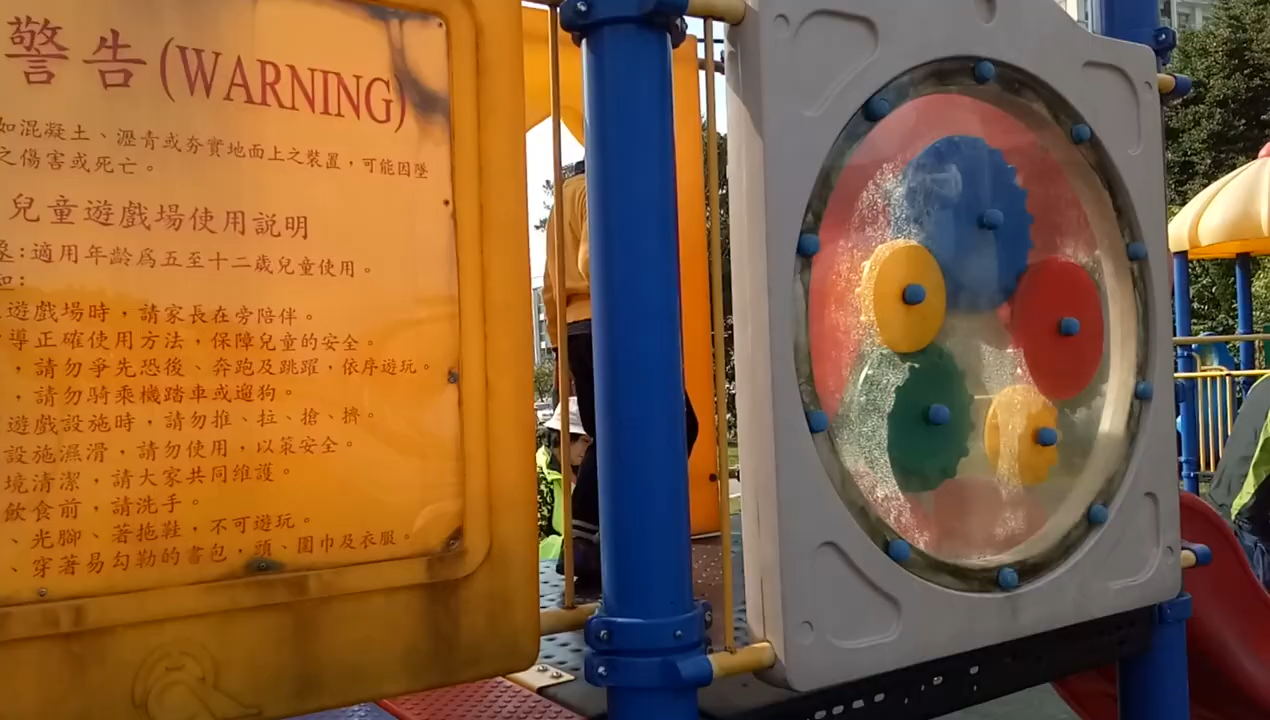 警告(WARNING)
如混凝土、瀝青或夯實地面上之裝置，可能因墜
之傷害或死亡。
兒童遊戲場使用說明
象:適用年齡為五至十二歲兒童使用。
知:
遊戲場時，請家長在旁陪伴。
導正確使用方法，保障兒童的安全。
，請勿爭先恐後、奔跑及跳躍，依序遊玩。
，請勿騎乘機踏車或遛狗。
遊戲設施時，請勿推、拉、搶、擠。
設施濕滑，請勿使用，以策安全。
境清潔，請大家共同維護。
飲食前，請洗手。
、光腳、著拖鞋，不可遊玩。
、穿著易勾勒的書包，頭、圍巾及衣服。